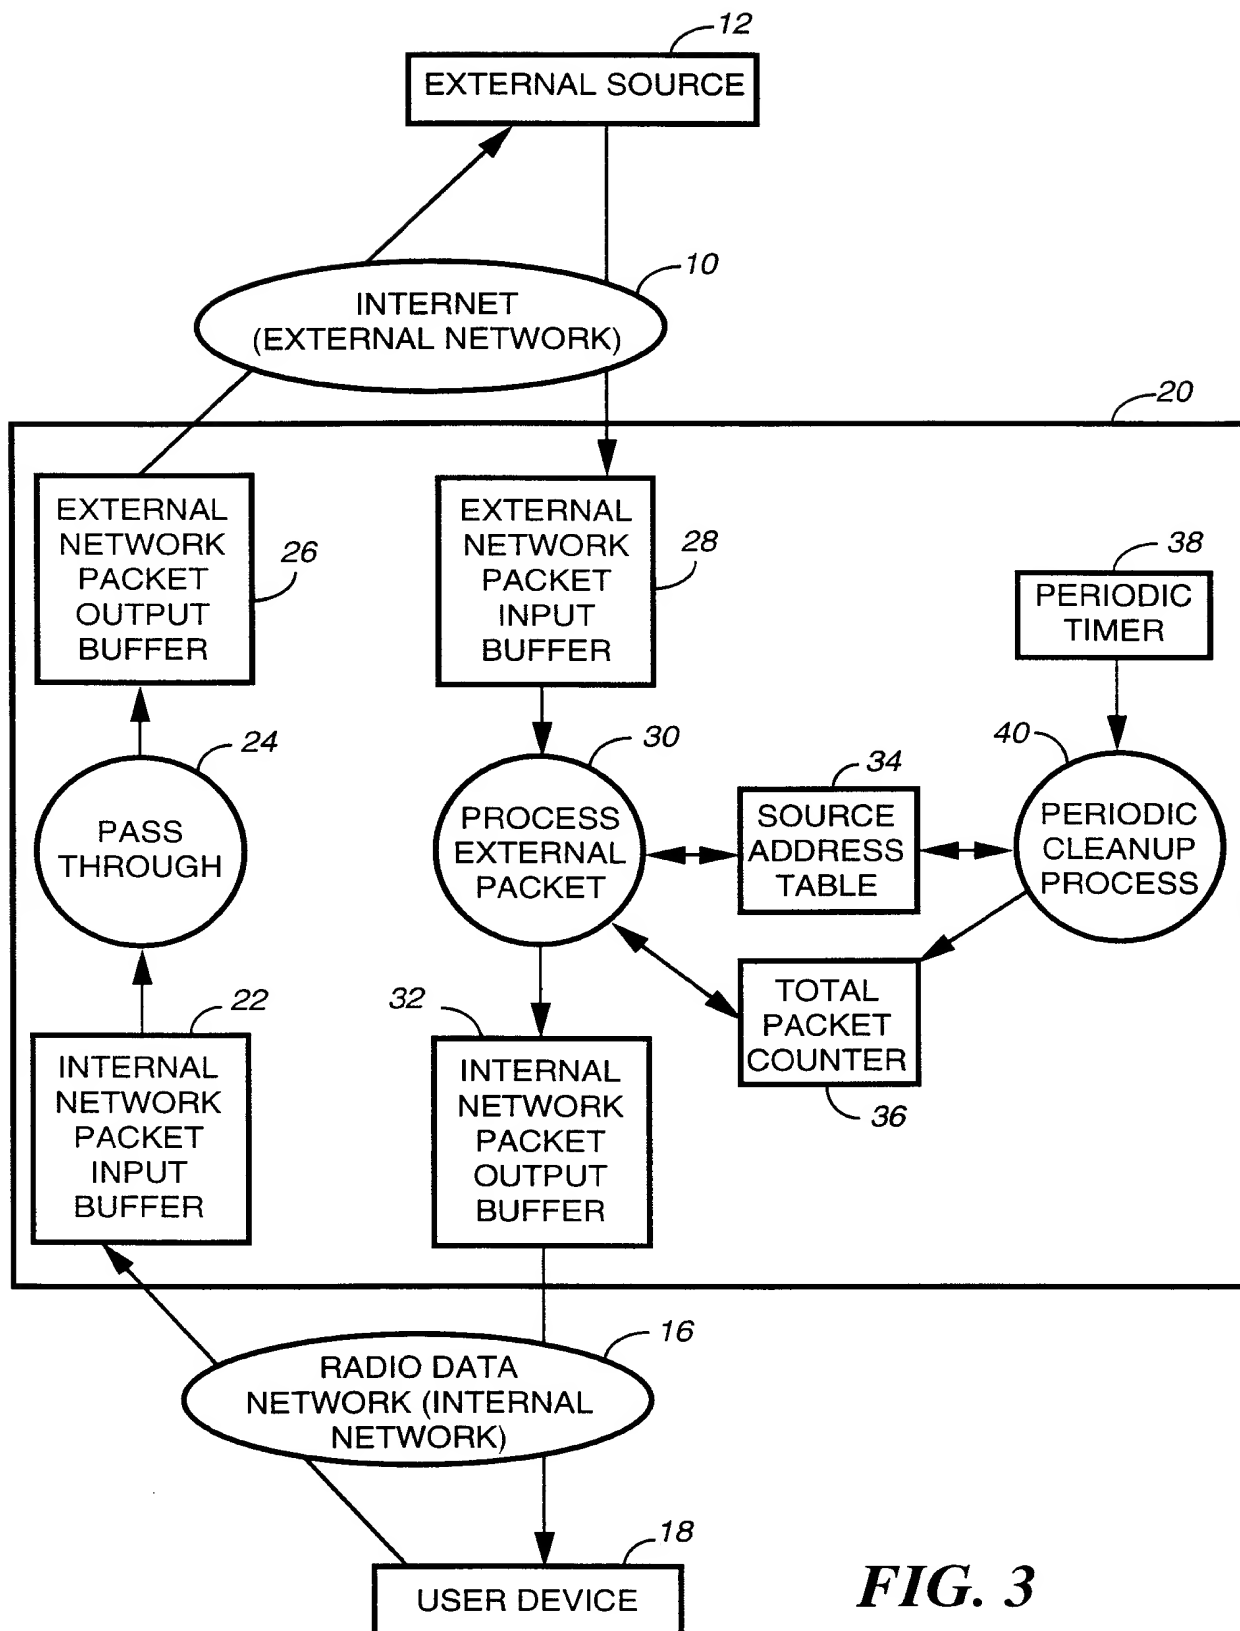 12
EXTERNAL SOURCE
10
INTERNET
(EXTERNAL NETWORK)
20
EXTERNAL
NETWORK
PACKET
OUTPUT
BUFFER
26
EXTERNAL
NETWORK
PACKET
INPUT
BUFFER
28
38
PERIODIC
TIMER
24
PASS
THROUGH
30
PROCESS
EXTERNAL
PACKET
34
SOURCE
ADDRESS
TABLE
40
PERIODIC
CLEANUP
PROCESS
22
INTERNAL
NETWORK
PACKET
INPUT
BUFFER
32
INTERNAL
NETWORK
PACKET
OUTPUT
BUFFER
TOTAL
PACKET
COUNTER
36
16
RADIO DATA
NETWORK (INTERNAL
NETWORK)
18
USER DEVICE
FIG. 3